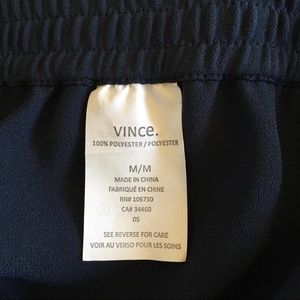 VINCE.
100% POLYESTER / POLYESTER
M/M
MADE IN CHINA
FABRIQUÉ EN CHINE
RN# 106730
CA# 34460
05
SEE REVERSE FOR CARE
VOIR AU VERSO POUR LES SOINS